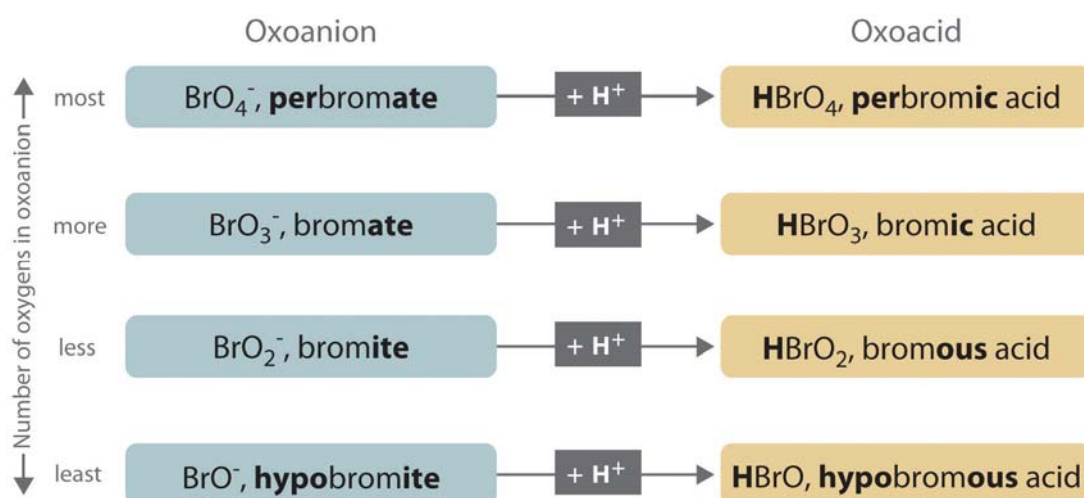 Oxoanion Oxoacid
Number of oxygens in oxoanion
most BrO₄⁻, perbromate + H⁺ HBrO₄, perbromic acid
more BrO₃⁻, bromate + H⁺ HBrO₃, bromic acid
less BrO₂⁻, bromite + H⁺ HBrO₂, bromous acid
least BrO⁻, hypobromite + H⁺ HBrO, hypobromous acid